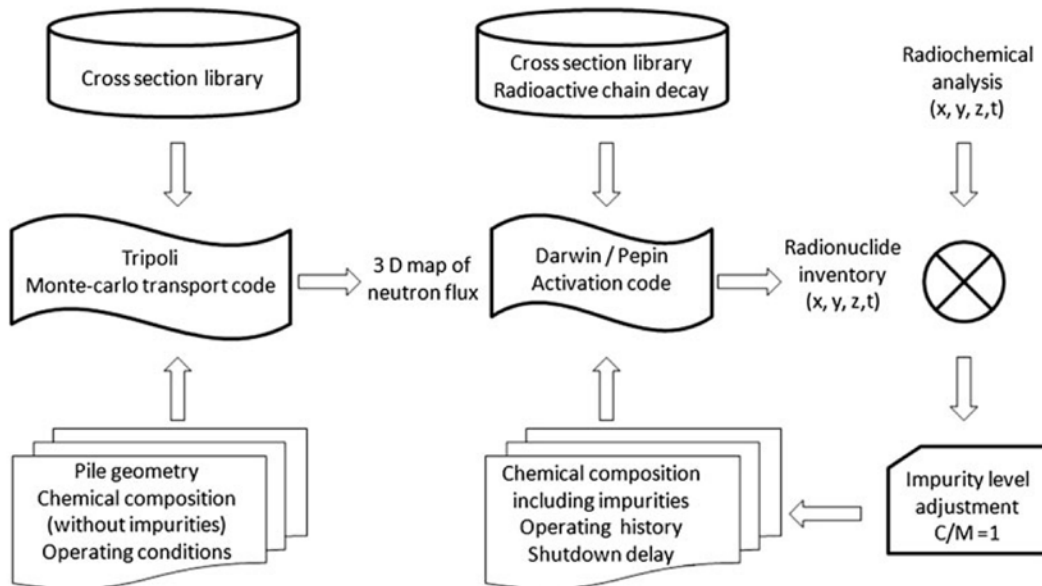 Cross section library
Cross section library
Radioactive chain decay
Radiochemical
analysis
(x, y, z,t)
Tripoli
Monte-carlo transport code
3 D map of
neutron flux
Darwin / Pepin
Activation code
Radionuclide
inventory
(x, y, z,t)
Pile geometry
Chemical composition
(without impurities)
Operating conditions
Chemical composition
including impurities
Operating history
Shutdown delay
Impurity level
adjustment
C/M =1